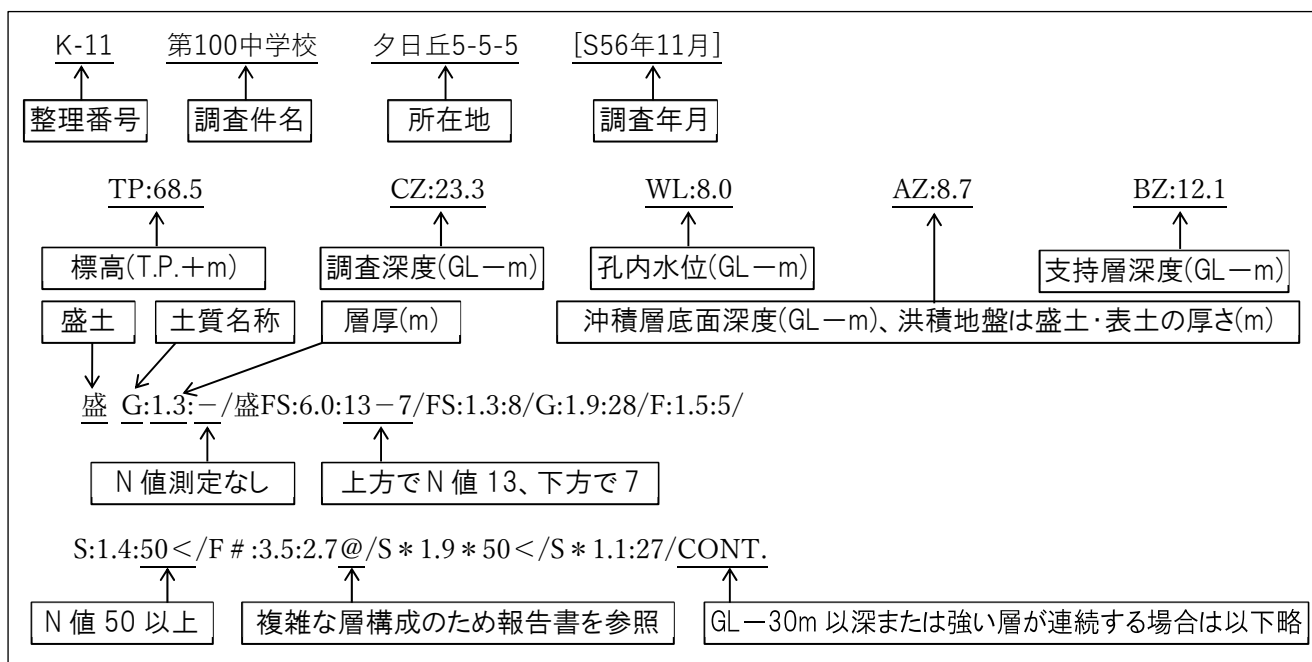 K-11 第100中学校 夕日丘5-5-5 [S56年11月]
整理番号 調査件名 所在地 調査年月
TP:68.5 CZ:23.3 WL:8.0 AZ:8.7 BZ:12.1
標高(T.P.+m) 調査深度(GL-m) 孔内水位(GL-m) 支持層深度(GL-m)
盛土 土質名称 層厚(m) 沖積層底面深度(GL-m)、洪積地盤は盛土・表土の厚さ(m)
盛 G:1.3:-/盛FS:6.0:13-7/FS:1.3:8/G:1.9:28/F:1.5:5/
N値測定なし 上方でN値13、下方で7
S:1.4:50</F#:3.5:2.7@/S*1.9*50</S*1.1:27/CONT.
N値50以上 複雑な層構成のため報告書を参照 GL-30m以深または強い層が連続する場合は以下略